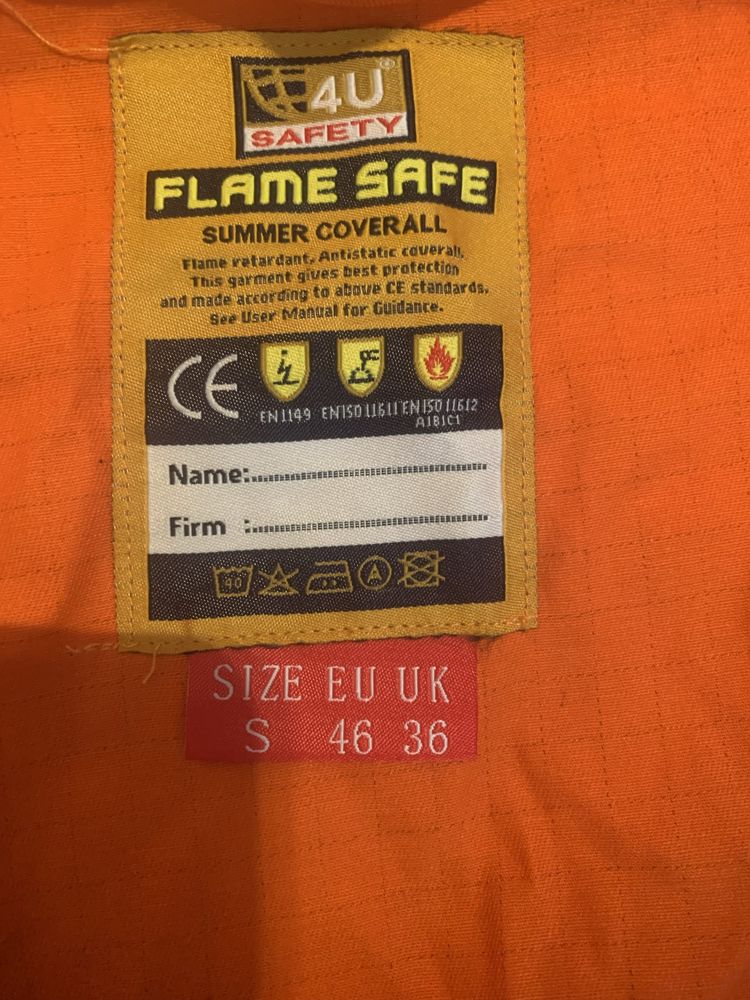 4U®
SAFETY
FLAME SAFE
SUMMER COVERALL
Flame retardant, Antistatic coverall,
This garment gives best protection
and made according to above CE standards.
See User Manual for Guidance.
CE
EN1149 EN ISO 11611 EN ISO 11612
A1B1C1
Name:
Firm :
40 A
SIZE EU UK
S 46 36